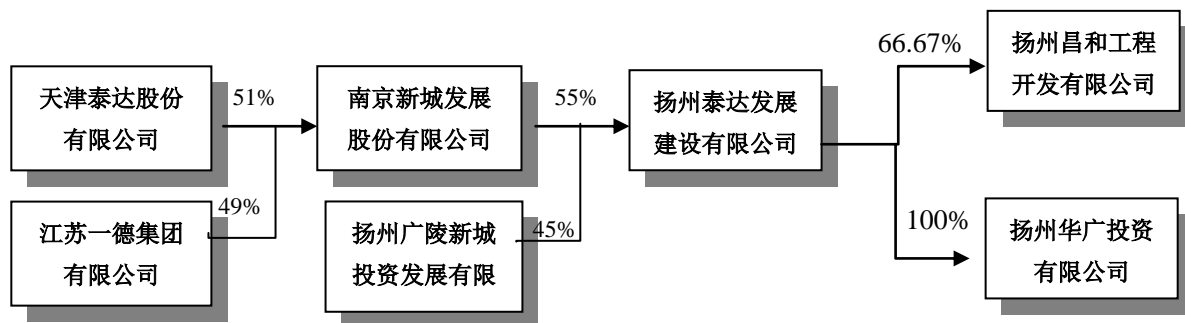 天津泰达股份
有限公司
51%
江苏一德集团
有限公司
49%
南京新城发展
股份有限公司
55%
扬州广陵新城
投资发展有限
45%
扬州泰达发展
建设有限公司
66.67%
扬州昌和工程
开发有限公司
100%
扬州华广投资
有限公司